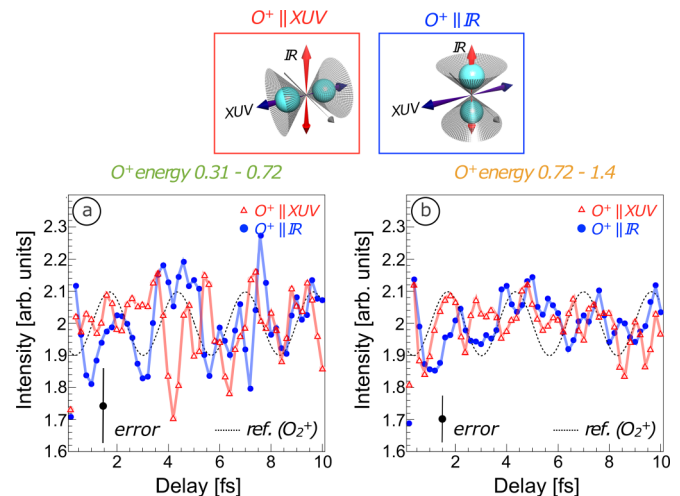 O⁺ ∥ XUV
O⁺ ∥ IR
IR
XUV
IR
XUV
O⁺ energy 0.31 - 0.72
O⁺ energy 0.72 - 1.4
a
O⁺ ∥ XUV
O⁺ ∥ IR
2.3
2.2
2.1
2
1.9
1.8
1.7
1.6
Intensity [arb. units]
error
ref. (O₂⁺)
2
4
6
8
10
Delay [fs]
b
O⁺ ∥ XUV
O⁺ ∥ IR
2.3
2.2
2.1
2
1.9
1.8
1.7
1.6
Intensity [arb. units]
error
ref. (O₂⁺)
2
4
6
8
10
Delay [fs]